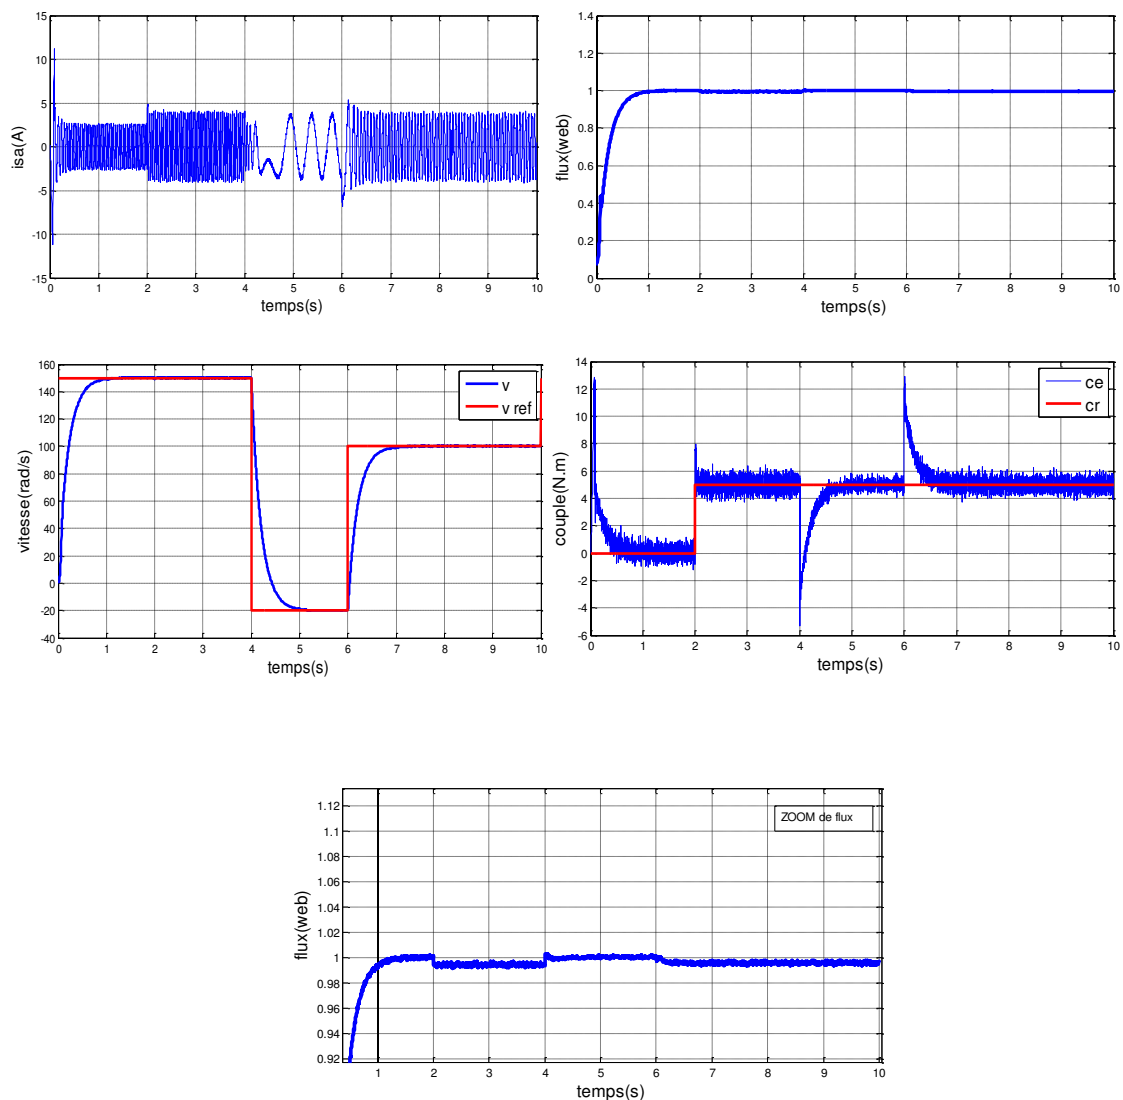 15
10
5
0
-5
-10
-15
isa(A)
0 1 2 3 4 5 6 7 8 9 10
temps(s)
1.4
1.2
1
0.8
0.6
0.4
0.2
0
flux(web)
0 1 2 3 4 5 6 7 8 9 10
temps(s)
160
140
120
100
80
60
40
20
0
-20
-40
vitesse(rad/s)
v
v ref
0 1 2 3 4 5 6 7 8 9 10
temps(s)
14
12
10
8
6
4
2
0
-2
-4
-6
couple(N.m)
ce
cr
0 1 2 3 4 5 6 7 8 9 10
temps(s)
1.12
1.1
1.08
1.06
1.04
1.02
1
0.98
0.96
0.94
0.92
flux(web)
ZOOM de flux
1 2 3 4 5 6 7 8 9 10
temps(s)